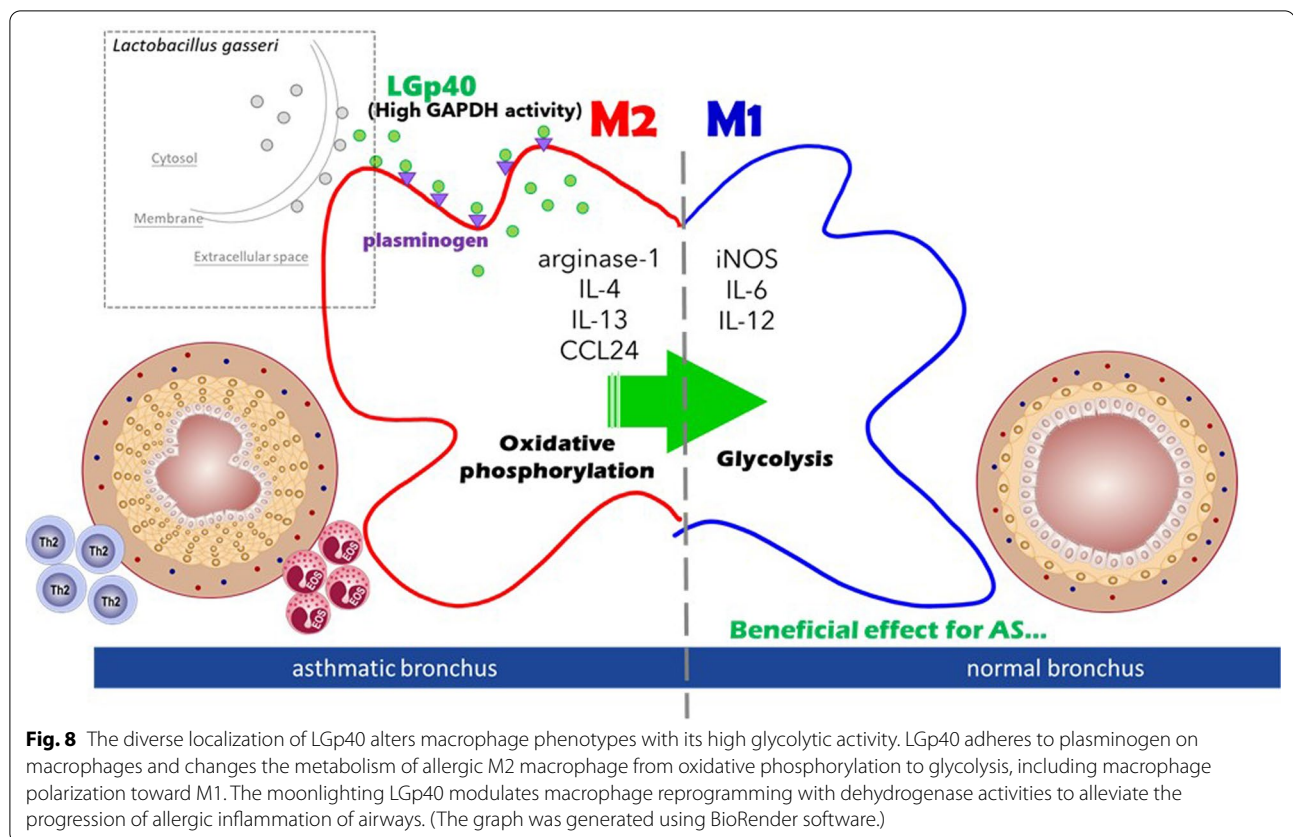 Lactobacillus gasseri
LGp40
(High GAPDH activity)
M2
M1
Cytosol
Membrane
Extracellular space
plasminogen
arginase-1
IL-4
IL-13
CCL24
iNOS
IL-6
IL-12
Oxidative
phosphorylation
Glycolysis
Th2
Th2
Th2
Th2
EOS
EOS
EOS
EOS
Beneficial effect for AS...
asthmatic bronchus
normal bronchus
Fig. 8 The diverse localization of LGp40 alters macrophage phenotypes with its high glycolytic activity. LGp40 adheres to plasminogen on
macrophages and changes the metabolism of allergic M2 macrophage from oxidative phosphorylation to glycolysis, including macrophage
polarization toward M1. The moonlighting LGp40 modulates macrophage reprogramming with dehydrogenase activities to alleviate the
progression of allergic inflammation of airways. (The graph was generated using BioRender software.)